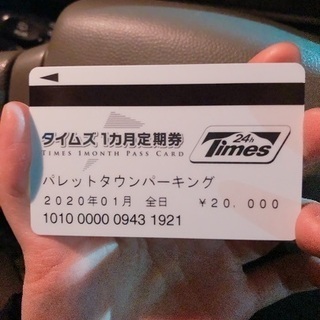 タイムズ1カ月定期券
TIMES 1MONTH PASS CARD
24h
Times
パレットタウンパーキング
2020年01月 全日 ¥20,000
1010 0000 0943 1921